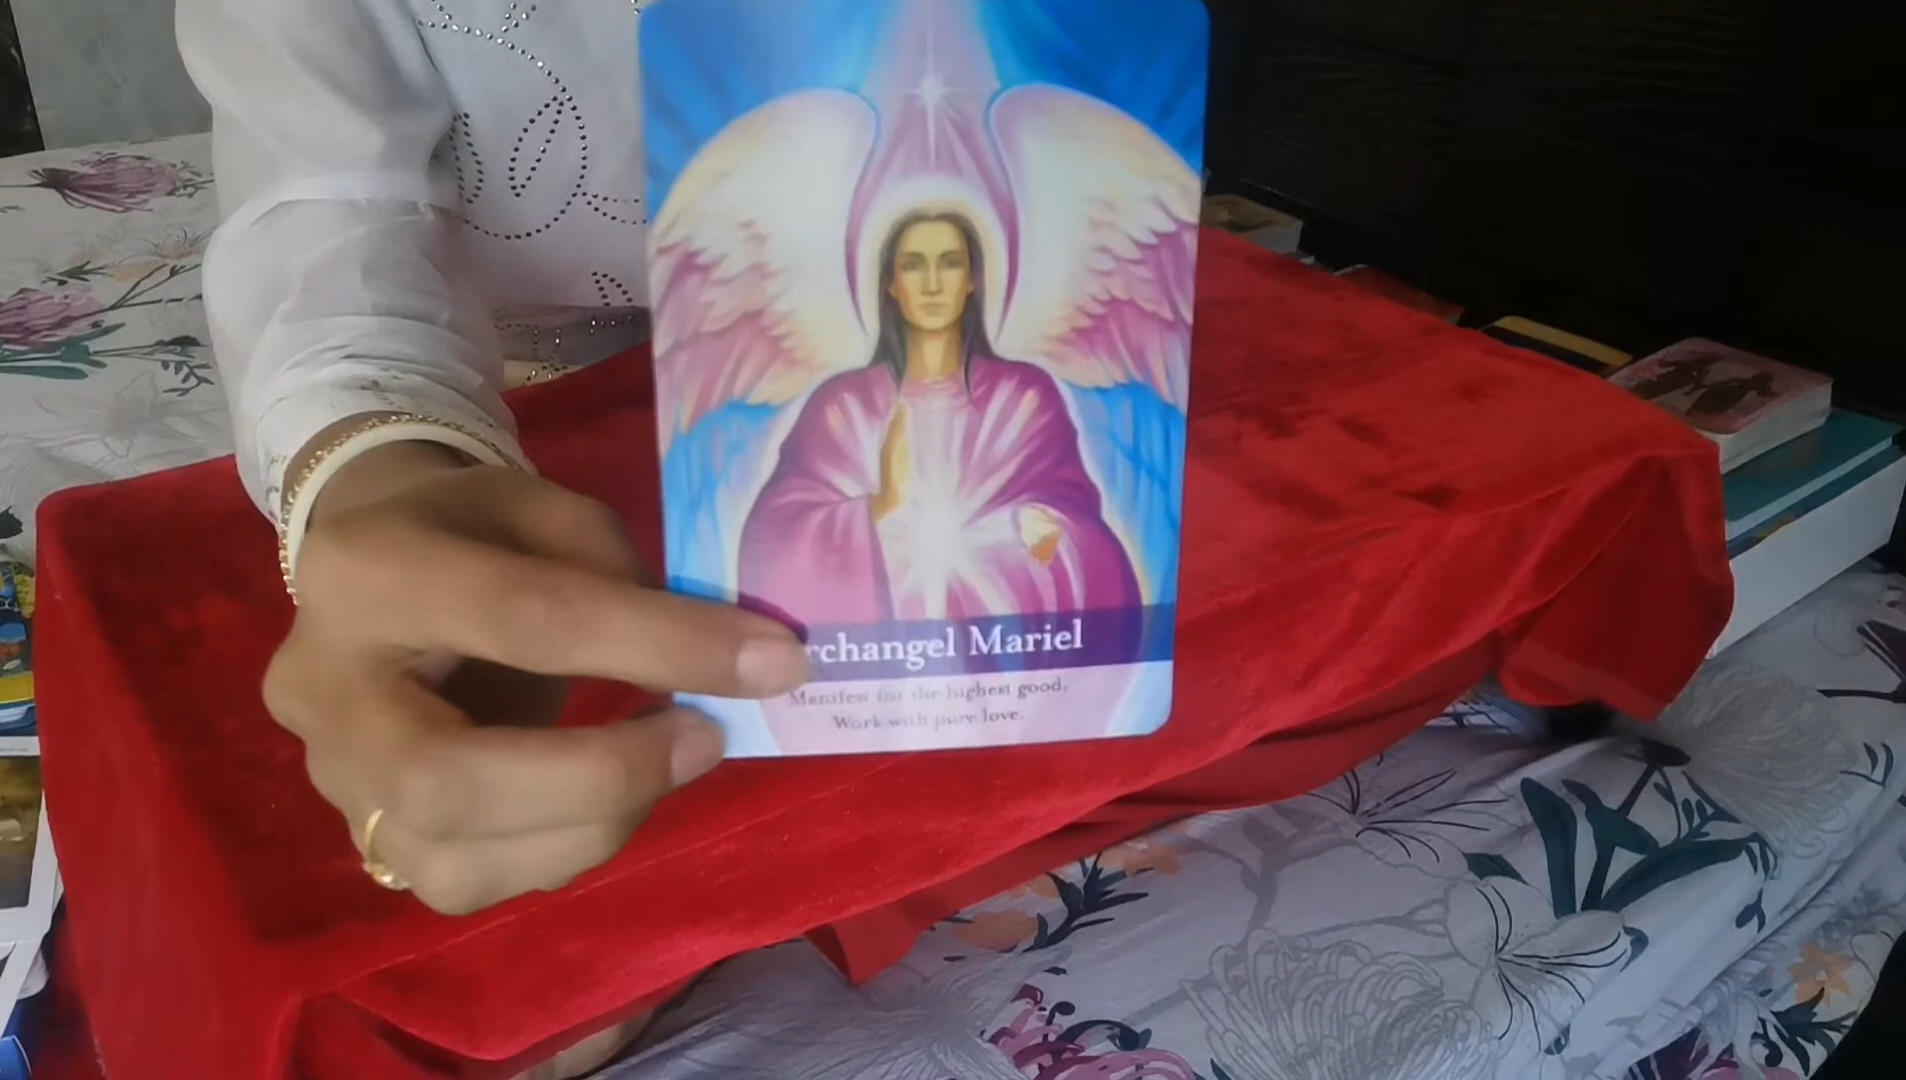 rchangel Mariel
Manifest for the highest good.
Work with pure love.